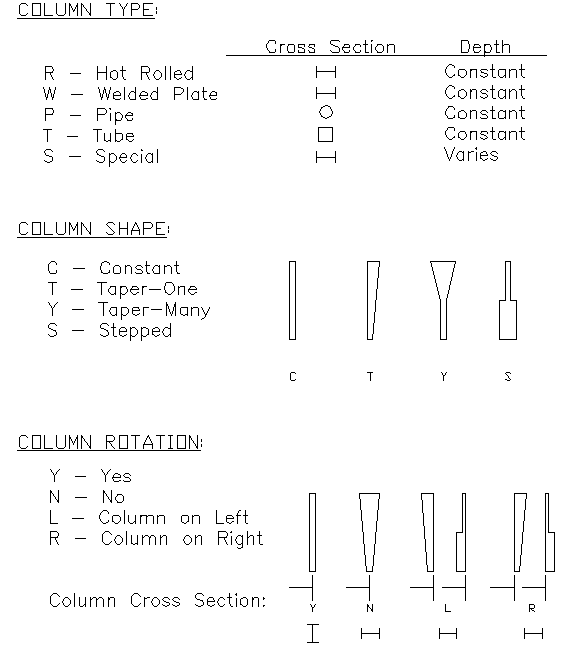 COLUMN TYPE:
Cross Section Depth
R – Hot Rolled Constant
W – Welded Plate Constant
P – Pipe Constant
T – Tube Constant
S – Special Varies
COLUMN SHAPE:
C – Constant
T – Taper–One
Y – Taper–Many
S – Stepped
C T Y S
COLUMN ROTATION:
Y – Yes
N – No
L – Column on Left
R – Column on Right
Column Cross Section:
Y N L R